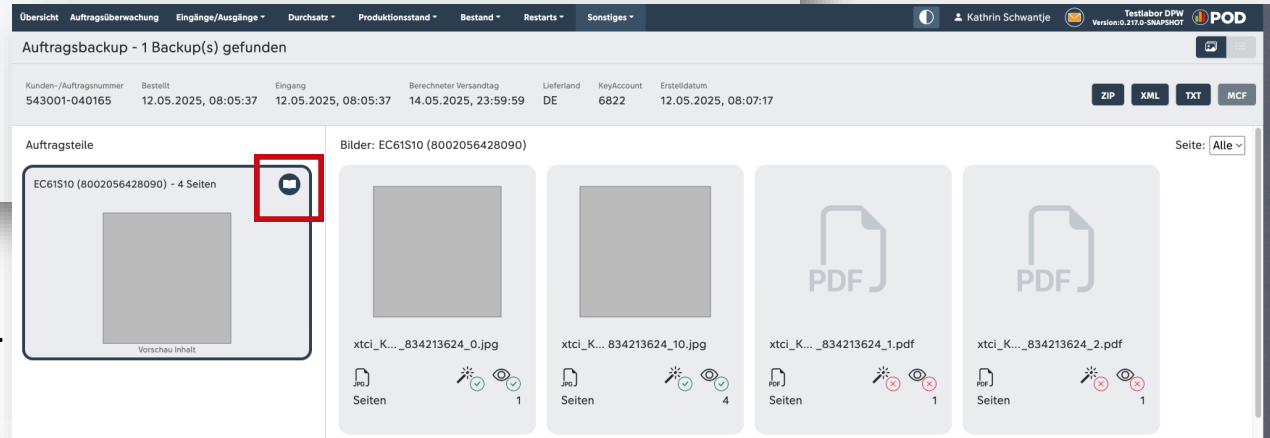 Übersicht Auftragsüberwachung Eingänge/Ausgänge Durchsatz Produktionsstand Bestand Restarts Sonstiges Kathrin Schwantje Testlabor DPW POD
Version:0.217.0-SNAPSHOT
Auftragsbackup - 1 Backup(s) gefunden
Kunden-/Auftragsnummer Bestellt Eingang Berechneter Versandtag Lieferland KeyAccount Erstelldatum
543001-040165 12.05.2025, 08:05:37 12.05.2025, 08:05:37 14.05.2025, 23:59:59 DE 6822 12.05.2025, 08:07:17
ZIP XML TXT MCF
Auftragsteile Bilder: EC61S10 (8002056428090) Seite: Alle
EC61S10 (8002056428090) - 4 Seiten
PDF PDF
Vorschau Inhalt
xtci_K..._834213624_0.jpg xtci_K... 834213624_10.jpg xtci_K... _834213624_1.pdf xtci_K..._834213624_2.pdf
JPG JPG PDF PDF
Seiten 1 Seiten 4 Seiten 1 Seiten 1